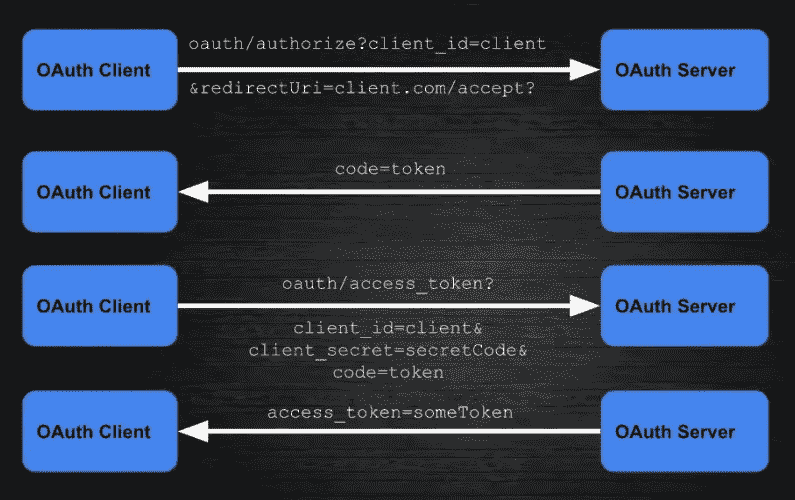 oauth/authorize?client_id=client
OAuth Client
OAuth Server
&redirectUri=client.com/accept?
code=token
OAuth Client
OAuth Server
oauth/access_token?
OAuth Client
OAuth Server
client_id=client&
client_secret=secretCode&
code=token
access_token=someToken
OAuth Client
OAuth Server